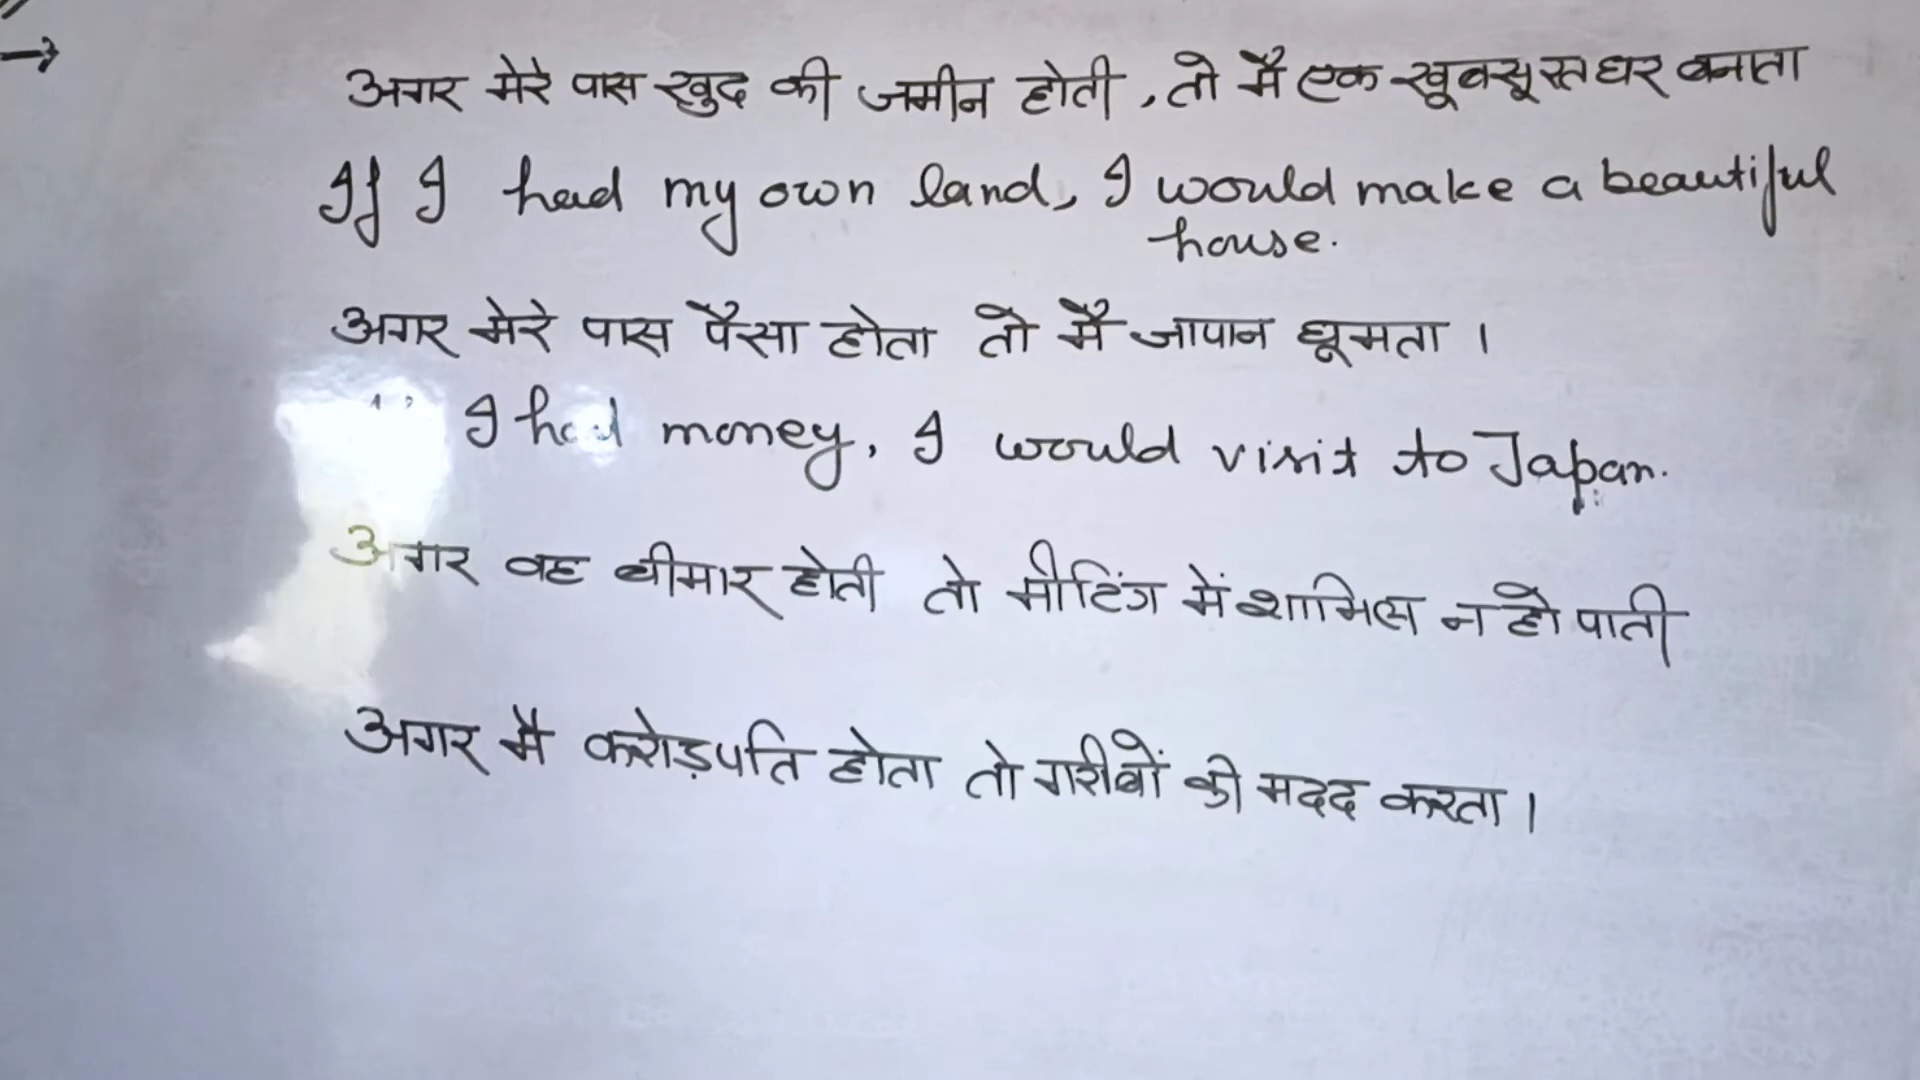 →
अगर मेरे पास खुद की जमीन होती, तो मै एक खूबसूरत घर बनाता
If I had my own land, I would make a beautiful
house.
अगर मेरे पास पैसा होता तो मै जापान घूमता ।
I had money, I would visit to Japan.
अगर वह बीमार होती तो मीटिंग में शामिल न हो पाती
अगर मै करोड़पति होता तो गरीबों की मदद करता ।